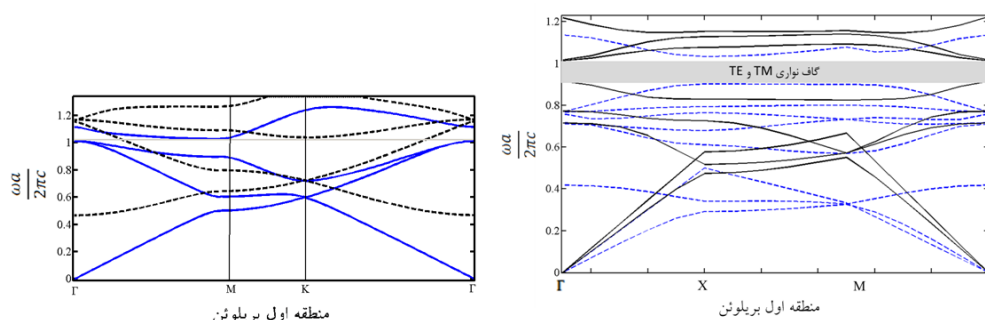 1.2
1
0.8
0.6
0.4
0.2
0
ωa
2πc
Γ
M
K
Γ
منطقه اول بریلوئن
1.2
1
0.8
0.6
0.4
0.2
0
ωa
2πc
گاف نواری TM و TE
Γ
X
M
Γ
منطقه اول بریلوئن